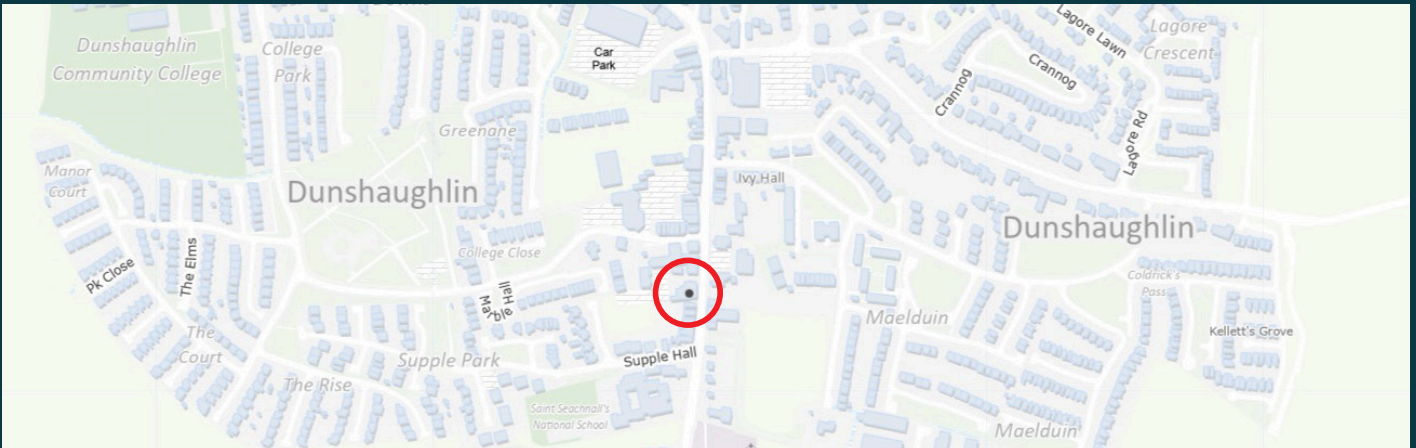 Dunshaughlin
Community College
College
Park
Car
Park
Lagore Lawn
Lagore
Crescent
Crannog
Crannog
Lagore Rd
Greenane
Manor
Court
Dunshaughlin
Ivy Hall
Dunshaughlin
The Elms
Pk Close
College Close
Marble
Hall
Coldrick's
Pass
Maelduin
Kellett's Grove
The
Court
Supple Park
Supple Hall
The Rise
Saint Seachnall's
National School
Maelduin